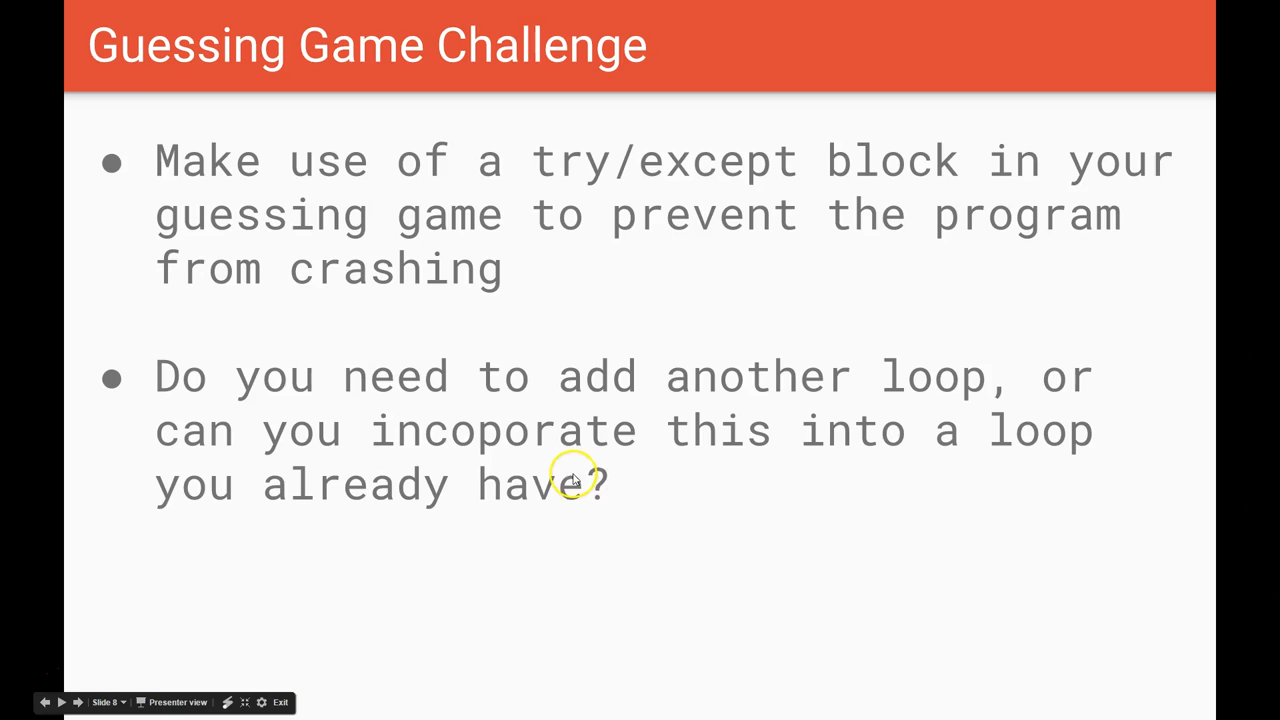 Guessing Game Challenge
● Make use of a try/except block in your
guessing game to prevent the program
from crashing
● Do you need to add another loop, or
can you incoporate this into a loop
you already have?
Slide 8 Presenter view Exit